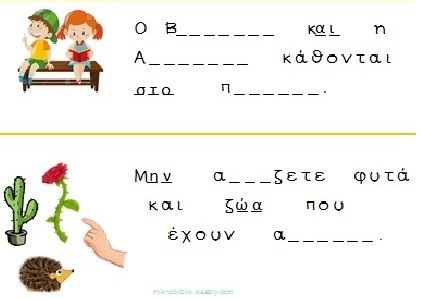 Ο Β_______ και η
Α_______ κάθονται
στο π______.
Μην α___ζετε φυτά
και ζώα που
έχουν α______.
mikrobiblio.weebly.com